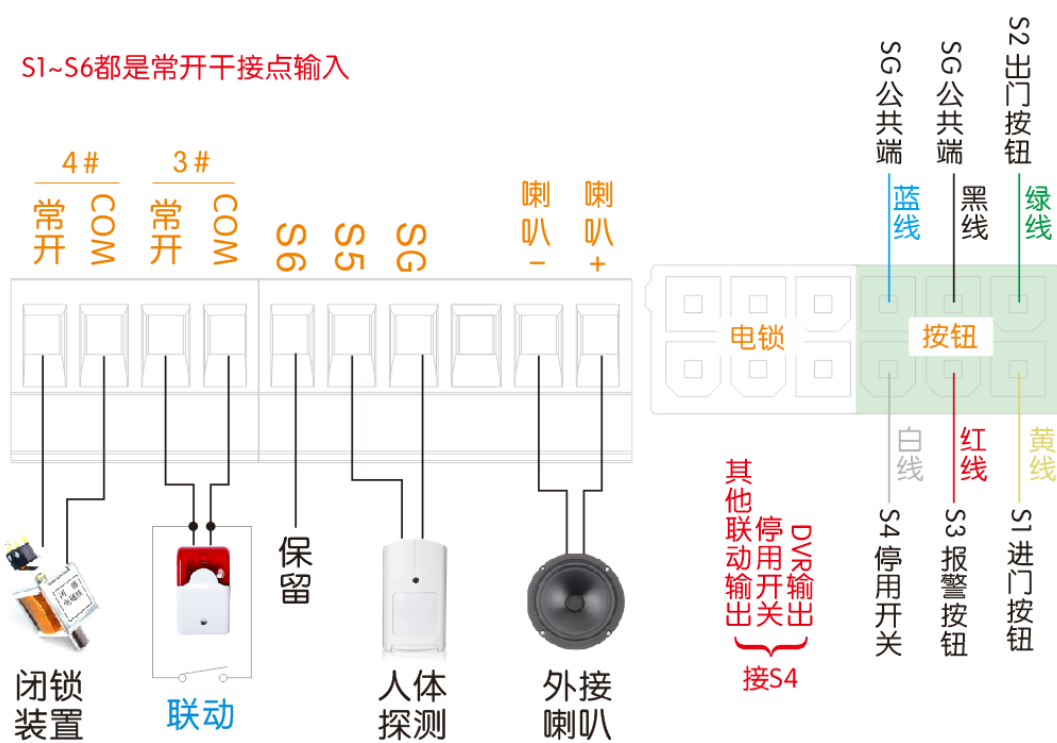 S1~S6都是常开干接点输入
4#
3#
常开
COM
常开
COM
S6
S5
SG
喇叭-
喇叭+
SG公共端
SG公共端
S2出门按钮
蓝线
黑线
绿线
电锁
按钮
白线
红线
黄线
S4停用开关
S3报警按钮
S1进门按钮
其他联动输出
停用开关
DVR输出
接S4
保留
闭锁
装置
联动
人体
探测
外接
喇叭